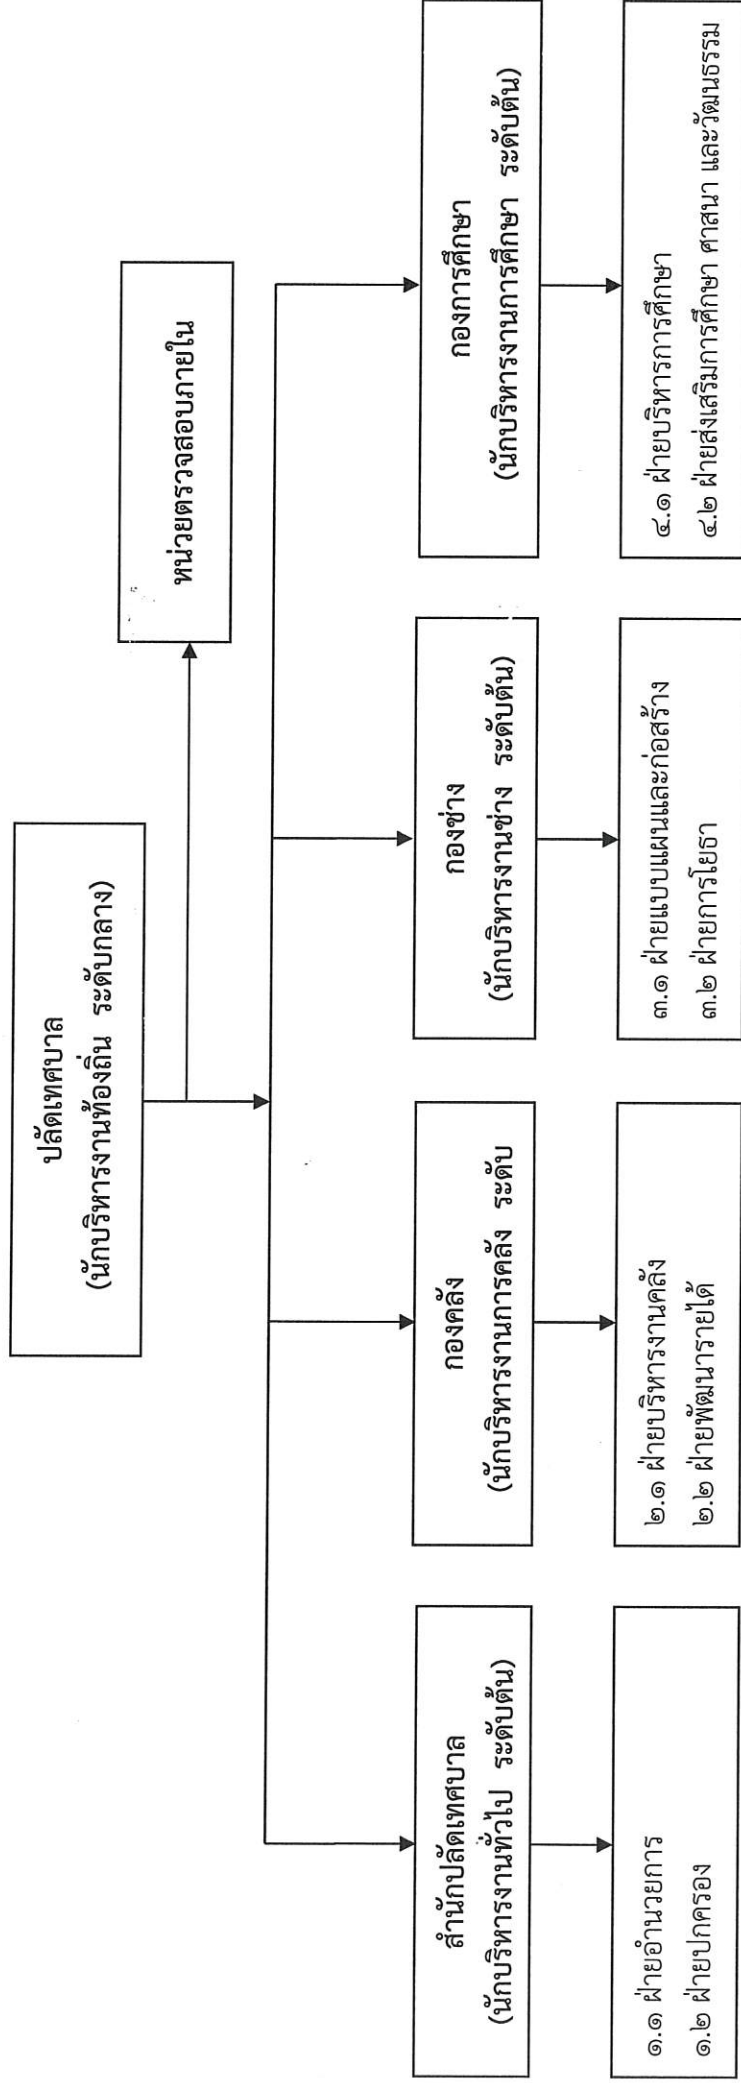 ปลัดเทศบาล
(นักบริหารงานท้องถิ่น ระดับกลาง)
หน่วยตรวจสอบภายใน
สำนักปลัดเทศบาล
(นักบริหารงานทั่วไป ระดับต้น)
กองคลัง
(นักบริหารงานการคลัง ระดับ
กองช่าง
(นักบริหารงานช่าง ระดับต้น)
กองการศึกษา
(นักบริหารงานการศึกษา ระดับต้น)
๑.๑ ฝ่ายอำนวยการ
๑.๒ ฝ่ายปกครอง
๒.๑ ฝ่ายบริหารงานคลัง
๒.๒ ฝ่ายพัฒนารายได้
๓.๑ ฝ่ายแบบแผนและก่อสร้าง
๓.๒ ฝ่ายการโยธา
๔.๑ ฝ่ายบริหารการศึกษา
๔.๒ ฝ่ายส่งเสริมการศึกษา ศาสนา และวัฒนธรรม